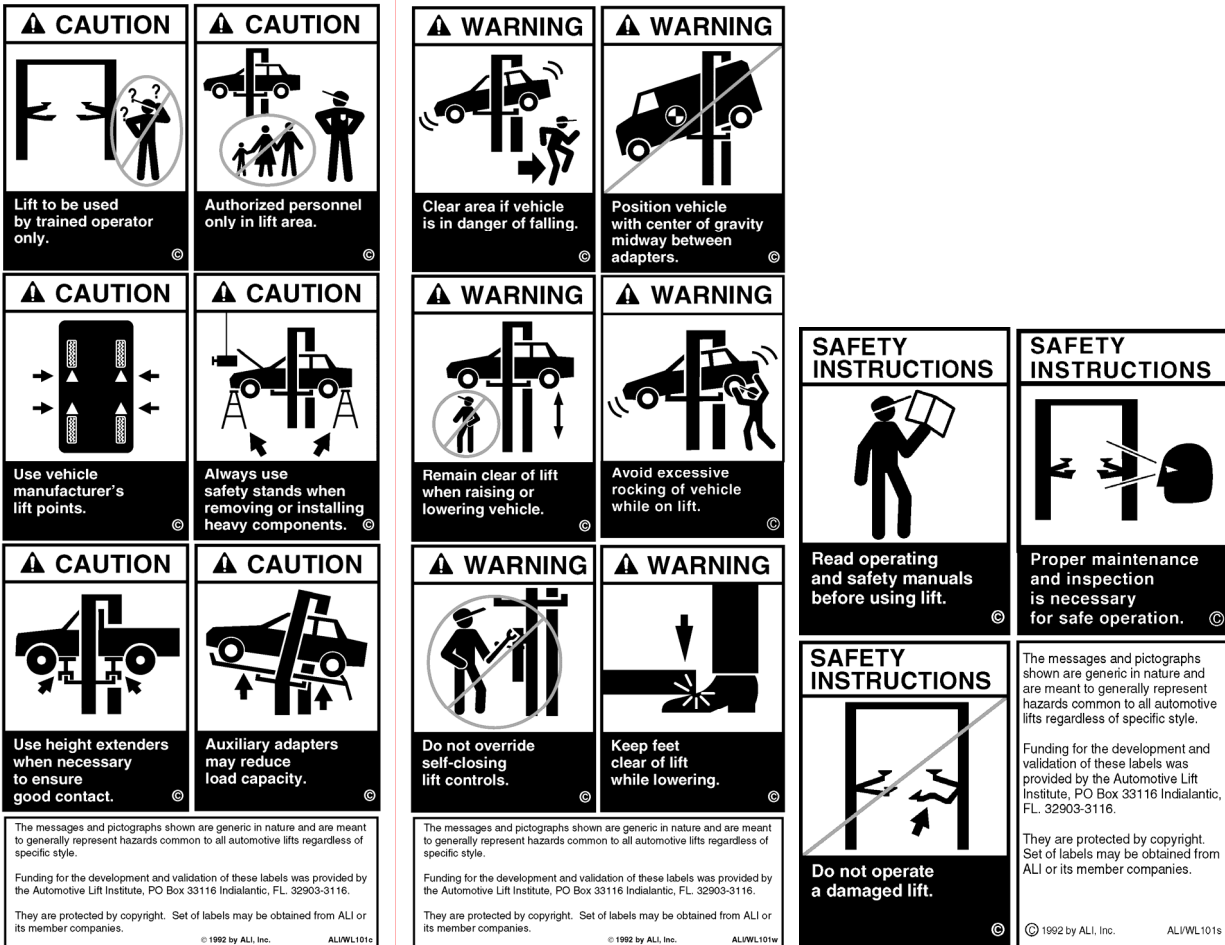 CAUTION
Lift to be used
by trained operator
only.
©
CAUTION
Authorized personnel
only in lift area.
©
CAUTION
Use vehicle
manufacturer's
lift points.
©
CAUTION
Always use
safety stands when
removing or installing
heavy components. ©
CAUTION
Use height extenders
when necessary
to ensure
good contact.
©
CAUTION
Auxiliary adapters
may reduce
load capacity.
©
The messages and pictographs shown are generic in nature and are meant
to generally represent hazards common to all automotive lifts regardless of
specific style.
Funding for the development and validation of these labels was provided by
the Automotive Lift Institute, PO Box 33116 Indialantic, FL. 32903-3116.
They are protected by copyright. Set of labels may be obtained from ALI or
its member companies.
© 1992 by ALI, Inc. ALI/WL101c
WARNING
Clear area if vehicle
is in danger of falling.
©
WARNING
Position vehicle
with center of gravity
midway between
adapters.
©
WARNING
Remain clear of lift
when raising or
lowering vehicle.
©
WARNING
Avoid excessive
rocking of vehicle
while on lift.
©
WARNING
Do not override
self-closing
lift controls.
©
WARNING
Keep feet
clear of lift
while lowering.
©
The messages and pictographs shown are generic in nature and are meant
to generally represent hazards common to all automotive lifts regardless of
specific style.
Funding for the development and validation of these labels was provided by
the Automotive Lift Institute, PO Box 33116 Indialantic, FL. 32903-3116.
They are protected by copyright. Set of labels may be obtained from ALI or
its member companies.
© 1992 by ALI, Inc. ALI/WL101w
SAFETY
INSTRUCTIONS
Read operating
and safety manuals
before using lift.
©
SAFETY
INSTRUCTIONS
Proper maintenance
and inspection
is necessary
for safe operation. ©
SAFETY
INSTRUCTIONS
Do not operate
a damaged lift.
©
The messages and pictographs
shown are generic in nature and
are meant to generally represent
hazards common to all automotive
lifts regardless of specific style.
Funding for the development and
validation of these labels was
provided by the Automotive Lift
Institute, PO Box 33116 Indialantic,
FL. 32903-3116.
They are protected by copyright.
Set of labels may be obtained from
ALI or its member companies.
© 1992 by ALI, Inc. ALI/WL101s